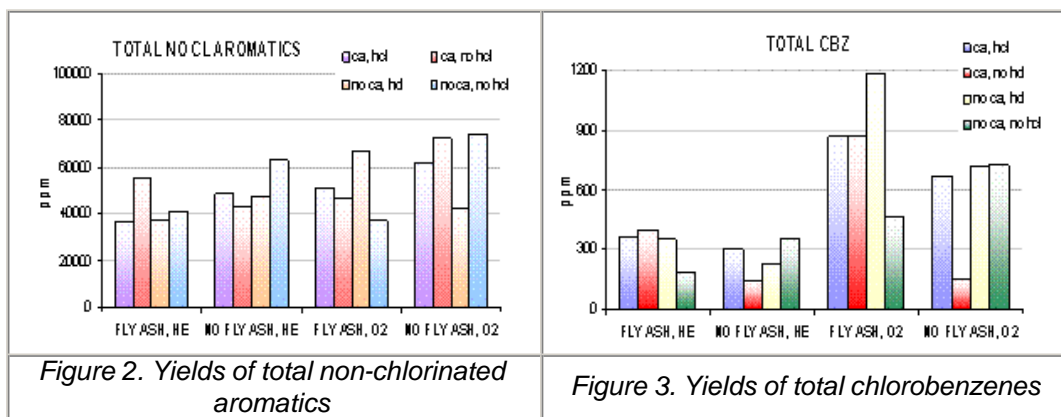 TOTAL NO CLAROMATICS
ca, hcl
ca, no hcl
no ca, hcl
no ca, no hcl
100000
80000
60000
40000
20000
0
ppm
FLY ASH, HE
NO FLY ASH, HE
FLY ASH, O2
NO FLY ASH, O2
Figure 2. Yields of total non-chlorinated
aromatics
TOTAL CBZ
ca, hcl
ca, no hcl
no ca, hcl
no ca, no hcl
1200
900
600
300
0
ppm
FLY ASH, HE
NO FLY ASH, HE
FLY ASH, O2
NO FLY ASH, O2
Figure 3. Yields of total chlorobenzenes